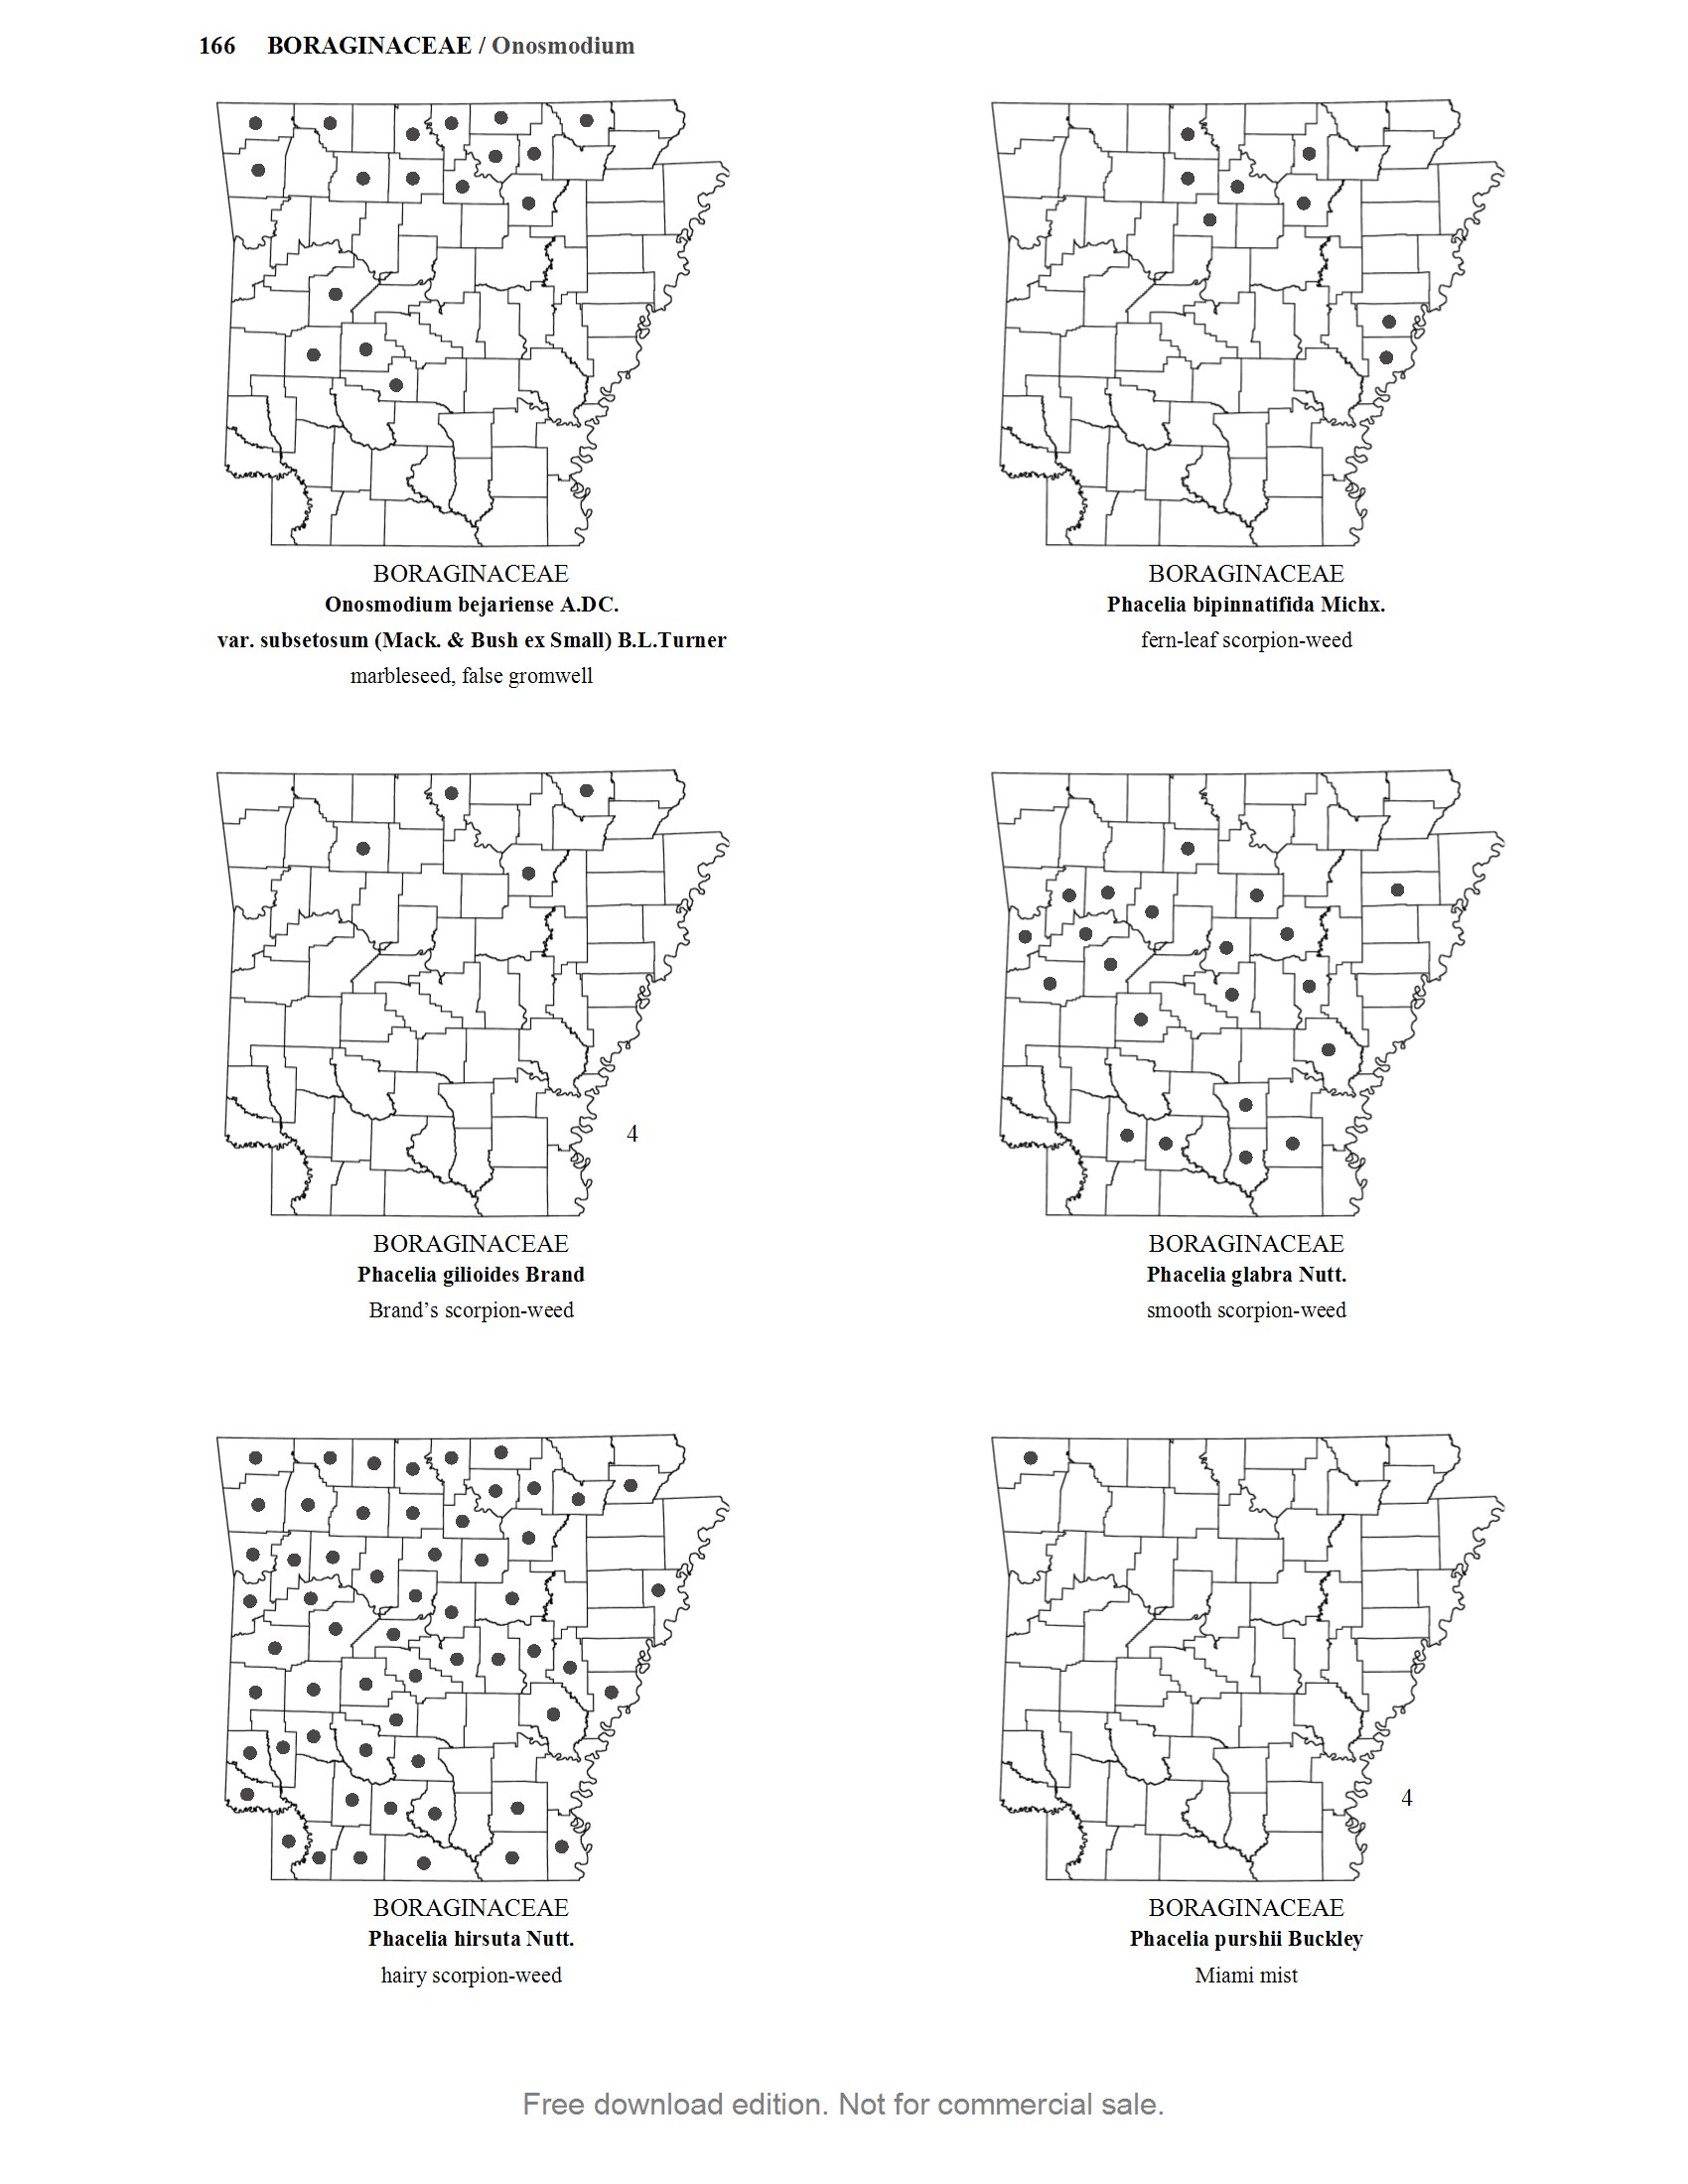 166 BORAGINACEAE / Onosmodium
BORAGINACEAE
Onosmodium bejariense A.DC.
var. subsetosum (Mack. & Bush ex Small) B.L.Turner
marbleseed, false gromwell
BORAGINACEAE
Phacelia bipinnatifida Michx.
fern-leaf scorpion-weed
4
BORAGINACEAE
Phacelia gilioides Brand
Brand’s scorpion-weed
BORAGINACEAE
Phacelia glabra Nutt.
smooth scorpion-weed
BORAGINACEAE
Phacelia hirsuta Nutt.
hairy scorpion-weed
4
BORAGINACEAE
Phacelia purshii Buckley
Miami mist
Free download edition. Not for commercial sale.